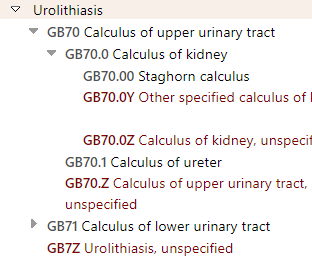 Urolithiasis
GB70 Calculus of upper urinary tract
GB70.0 Calculus of kidney
GB70.00 Staghorn calculus
GB70.0Y Other specified calculus of
GB70.0Z Calculus of kidney, unspecif
GB70.1 Calculus of ureter
GB70.Z Calculus of upper urinary tract,
unspecified
GB71 Calculus of lower urinary tract
GB7Z Urolithiasis, unspecified